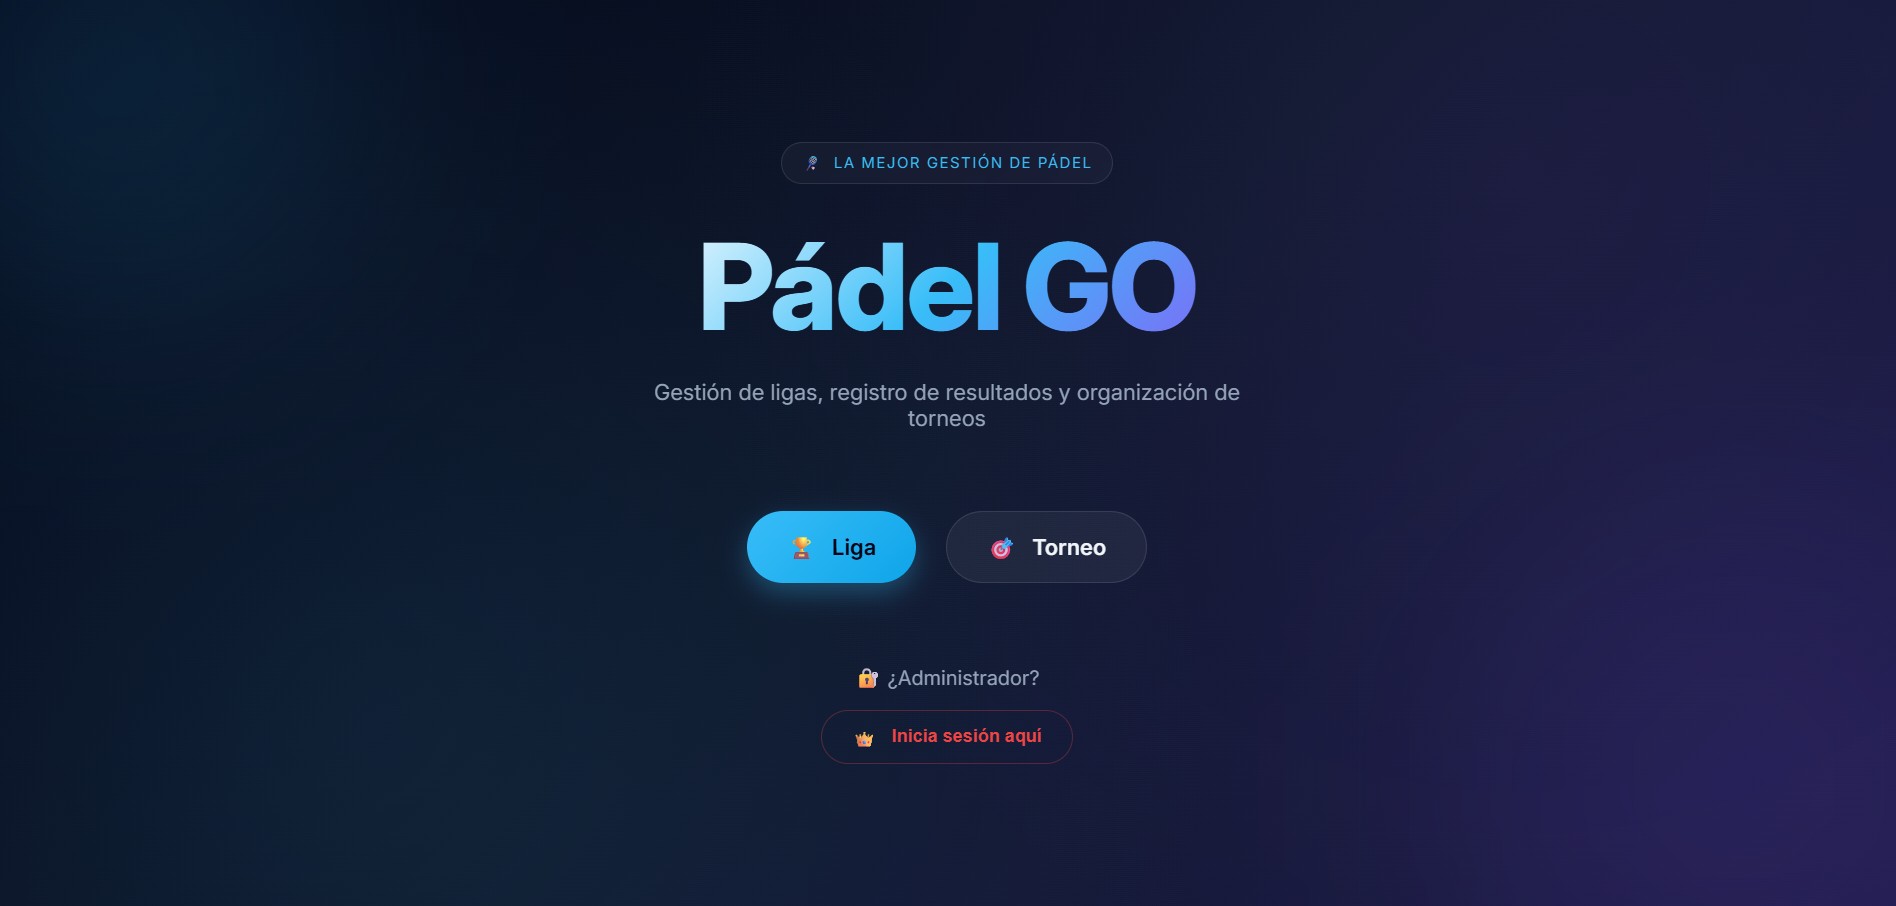 LA MEJOR GESTIÓN DE PÁDEL
Pádel GO
Gestión de ligas, registro de resultados y organización de
torneos
Liga
Torneo
¿Administrador?
Inicia sesión aquí